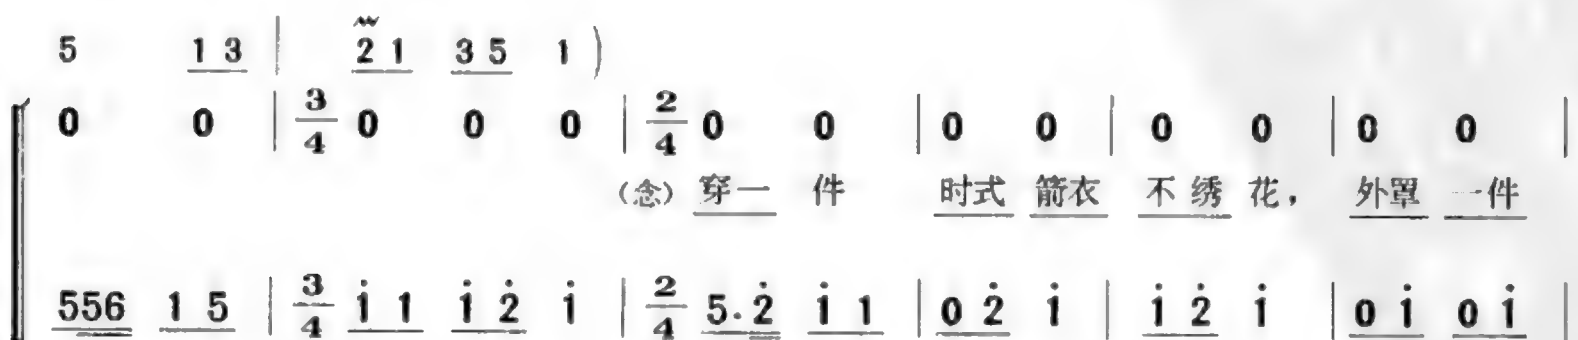 5 1 3 | 2 1 3 5 1 )
0 0 | 3/4 0 0 0 | 2/4 0 0 | 0 0 | 0 0 | 0 0 |
(念) 穿一 件 时式 箭衣 不绣 花， 外罩 一件
556 1 5 | 3/4 i 1 i 2̇ i | 2/4 5·2̇ i 1 | 0 2̇ i | i 2̇ i | 0 i 0 i |